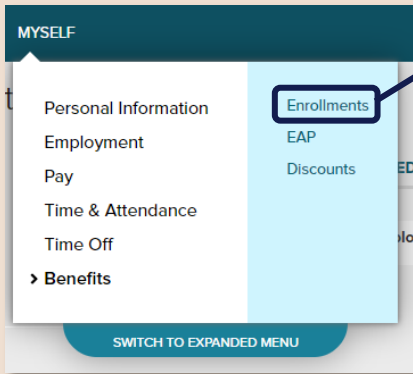 MYSELF
Personal Information
Employment
Pay
Time & Attendance
Time Off
Benefits
Enrollments
EAP
Discounts
SWITCH TO EXPANDED MENU